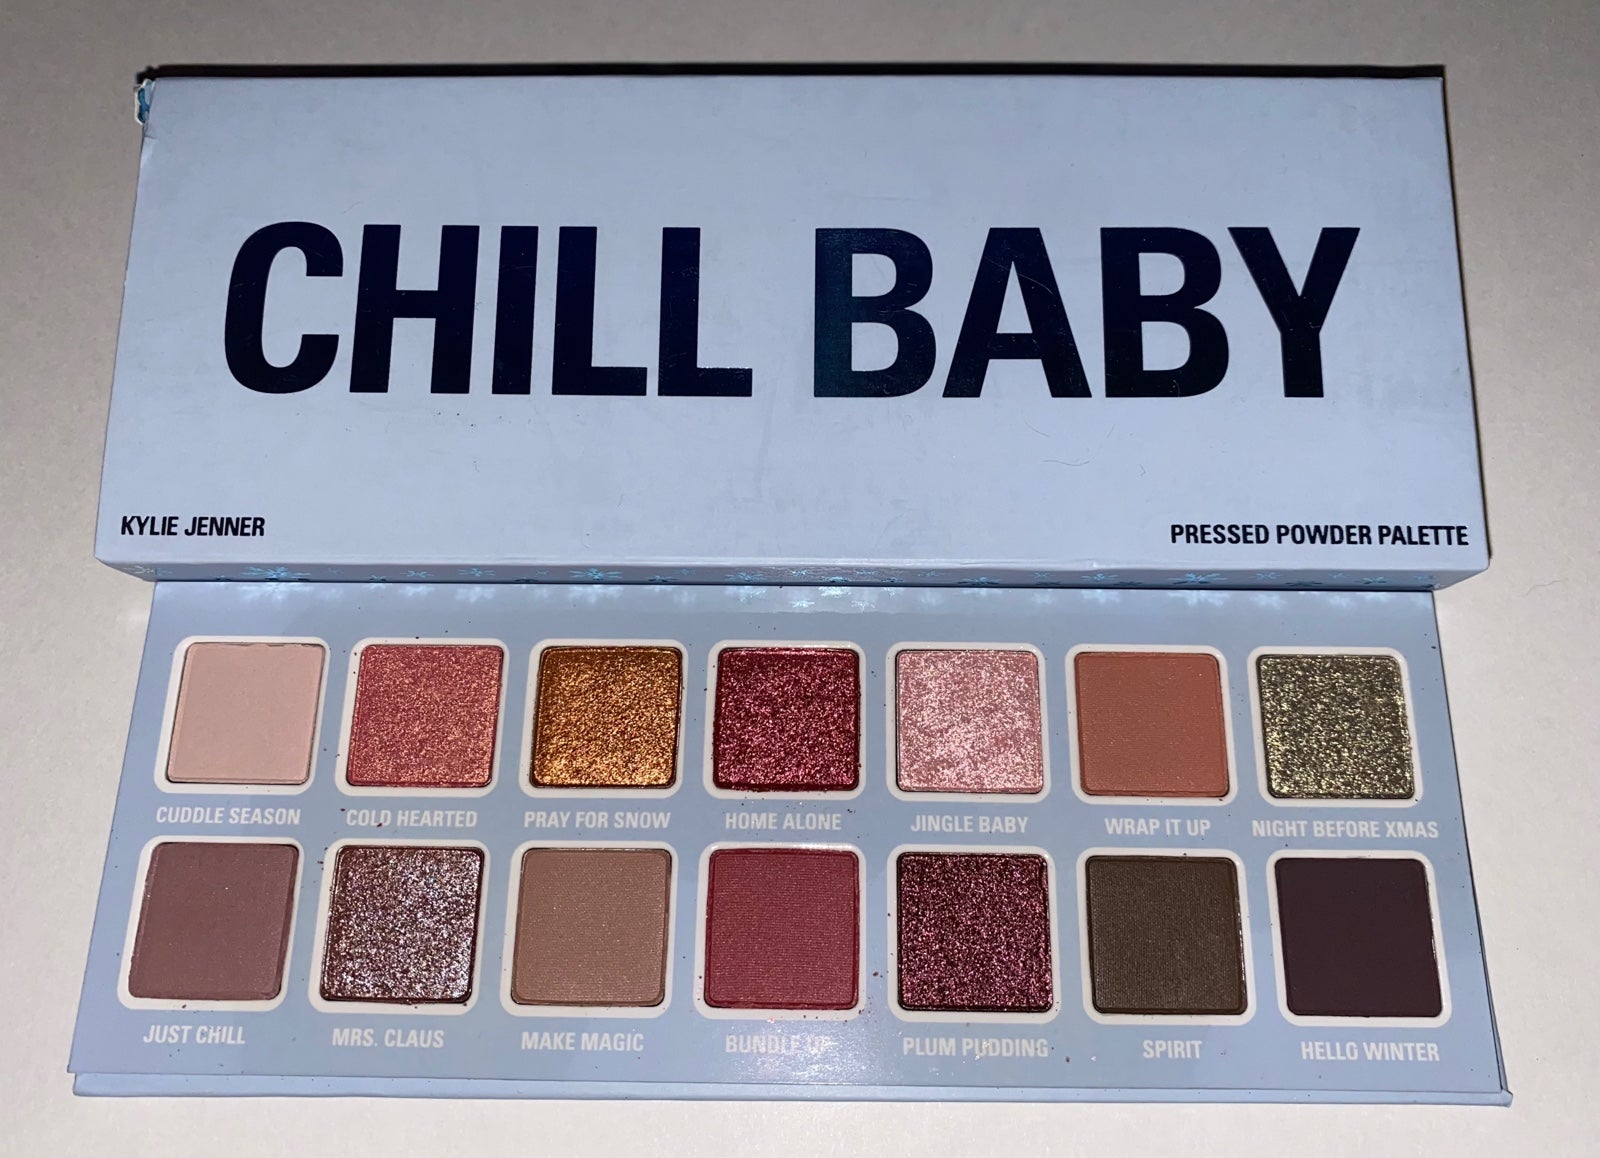 CHILL BABY
KYLIE JENNER
PRESSED POWDER PALETTE
CUDDLE SEASON
COLD HEARTED
PRAY FOR SNOW
HOME ALONE
JINGLE BABY
WRAP IT UP
NIGHT BEFORE XMAS
JUST CHILL
MRS. CLAUS
MAKE MAGIC
BUNDLE UP
PLUM PUDDING
SPIRIT
HELLO WINTER